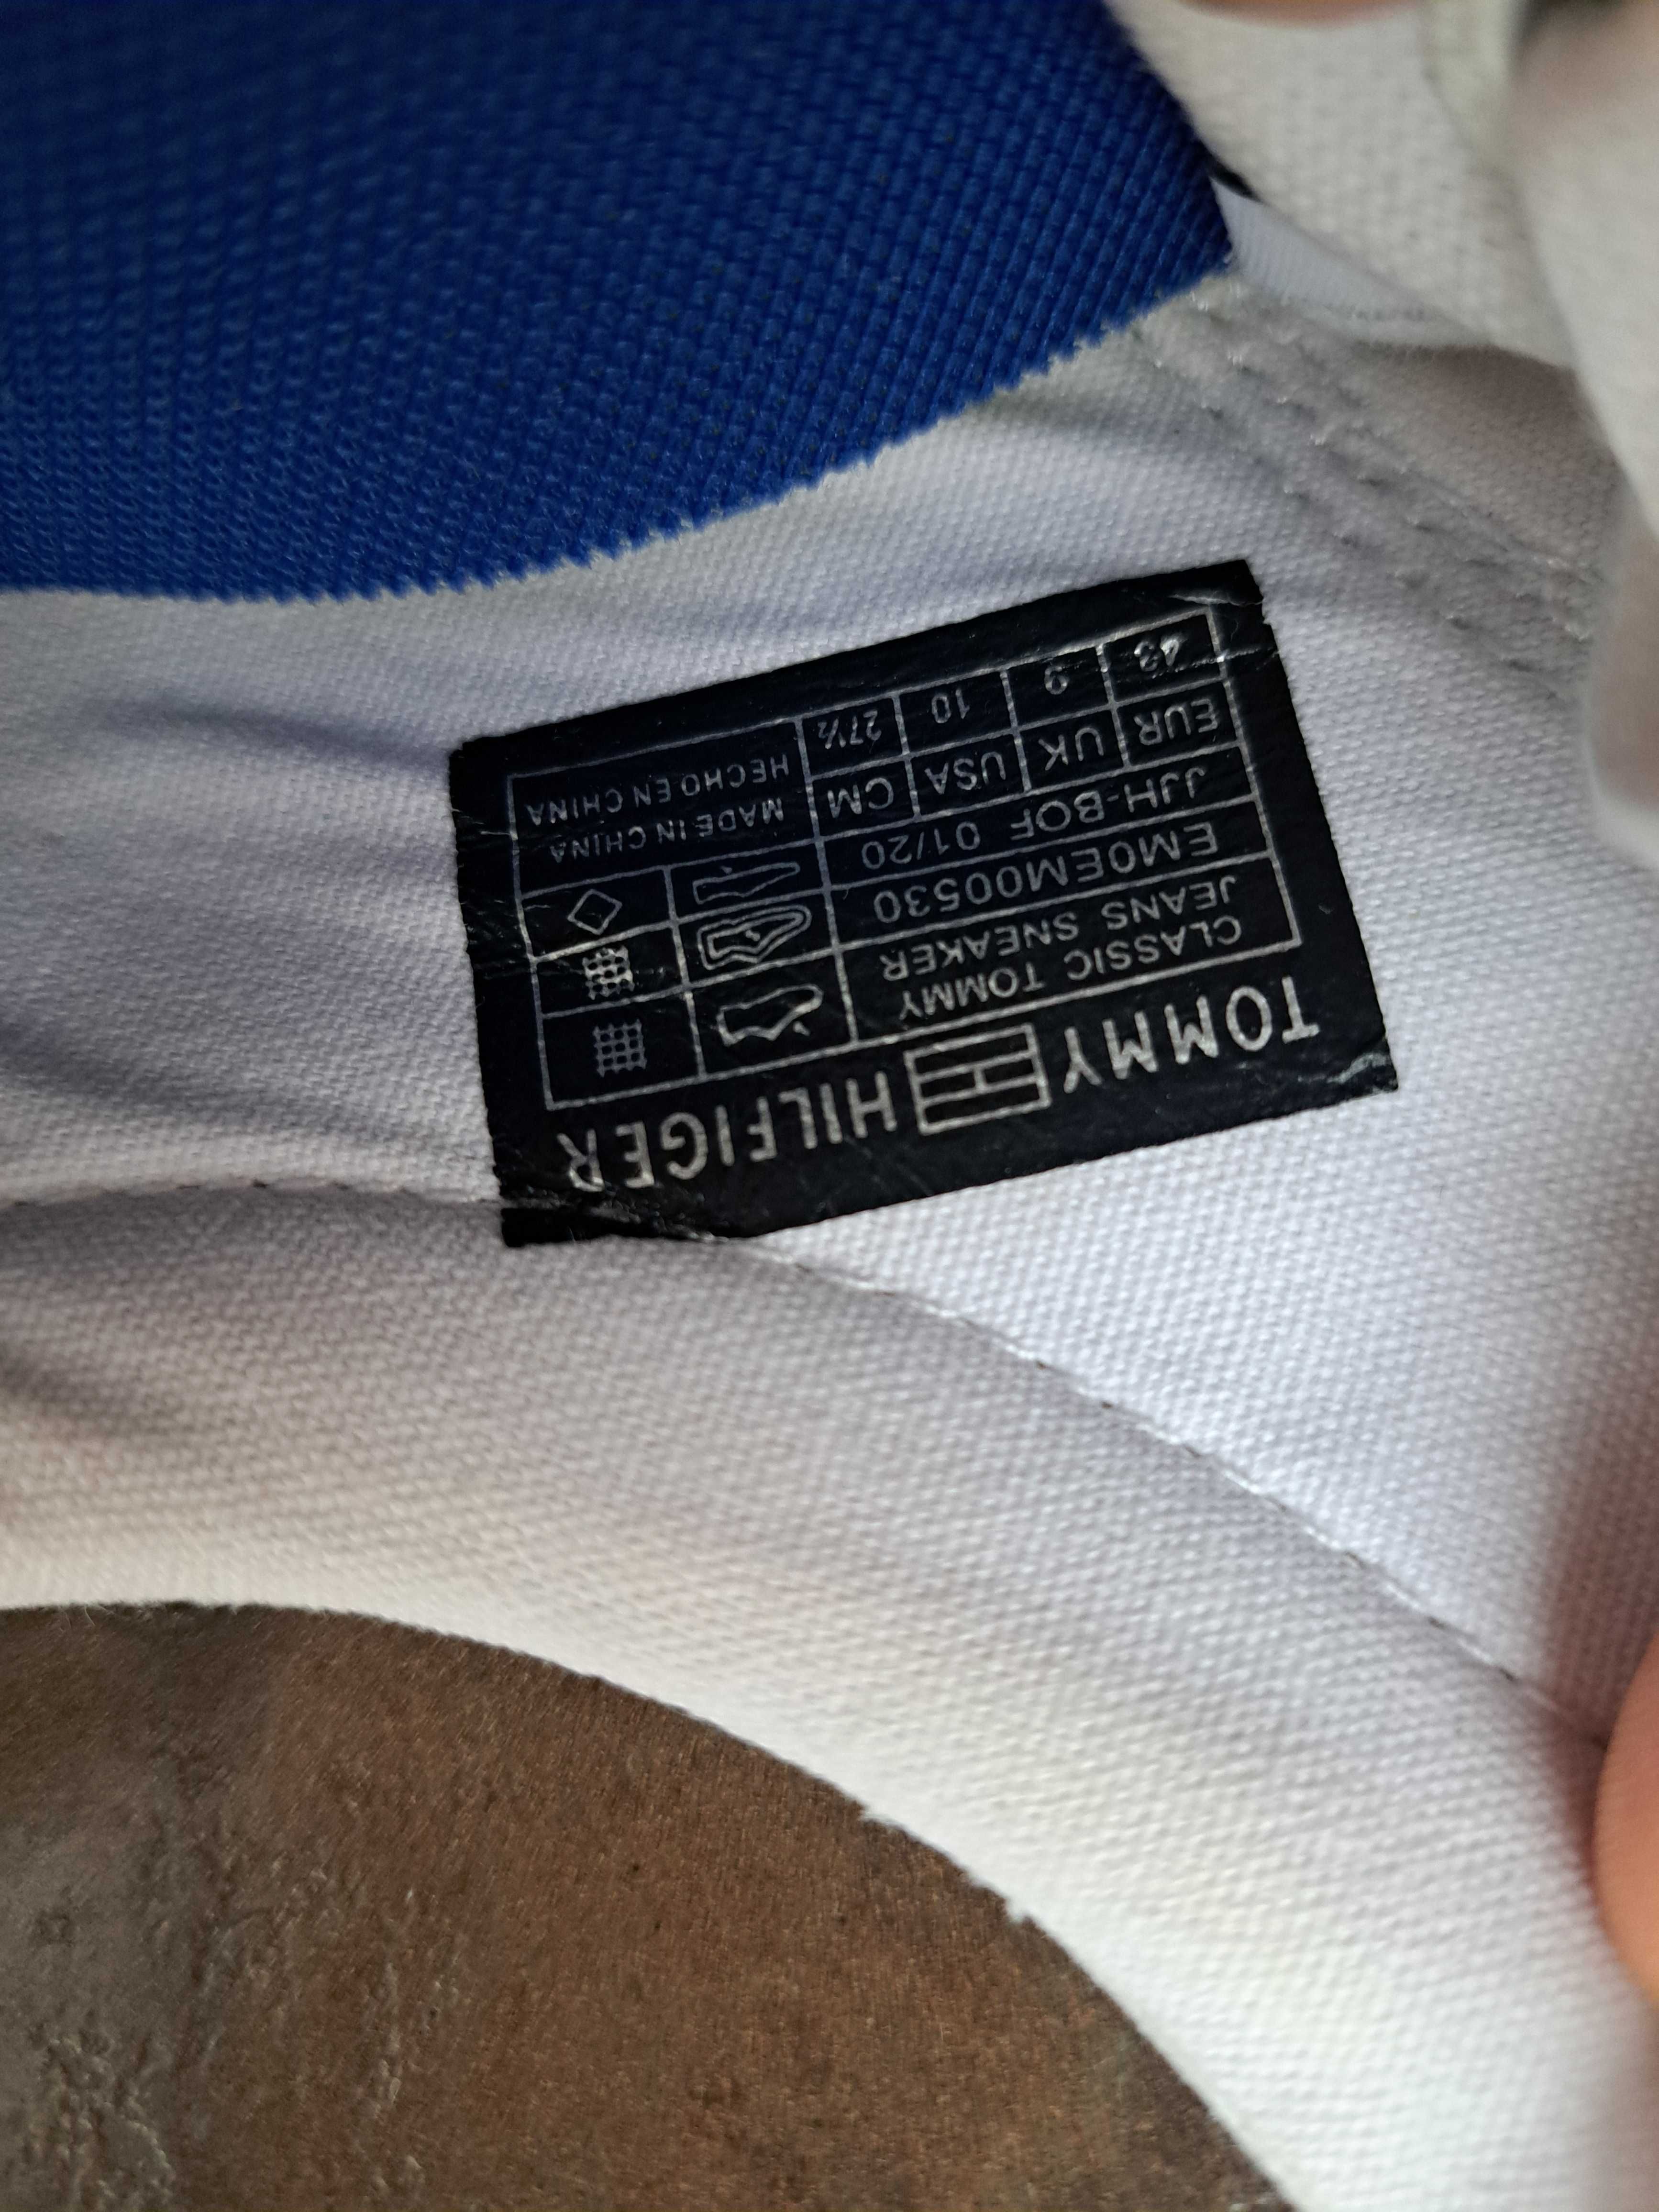 TOMMY HILFIGER
CLASSIC TOMMY
JEANS SNEAKER
EM0EM00530
JJH-BOF 01/20
EUR UK USA CM
43 9 10 27½
MADE IN CHINA
HECHO EN CHINA